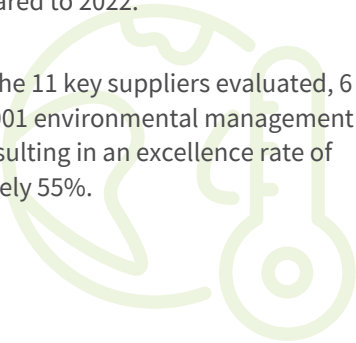 ared to 2022.
he 11 key suppliers evaluated, 6
001 environmental management
sulting in an excellence rate of
ely 55%.